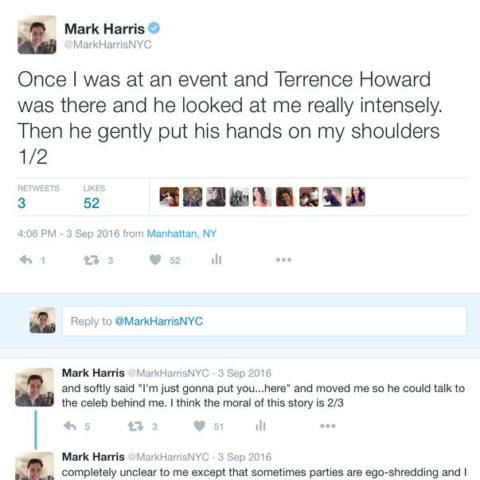 Mark Harris
@MarkHarrisNYC
Once I was at an event and Terrence Howard
was there and he looked at me really intensely.
Then he gently put his hands on my shoulders
1/2
RETWEETS LIKES
3 52
4:06 PM - 3 Sep 2016 from Manhattan, NY
1 3 52
Reply to @MarkHarrisNYC
Mark Harris @MarkHarrisNYC · 3 Sep 2016
and softly said "I'm just gonna put you...here" and moved me so he could talk to
the celeb behind me. I think the moral of this story is 2/3
5 3 51
Mark Harris @MarkHarrisNYC · 3 Sep 2016
completely unclear to me except that sometimes parties are ego-shredding and I